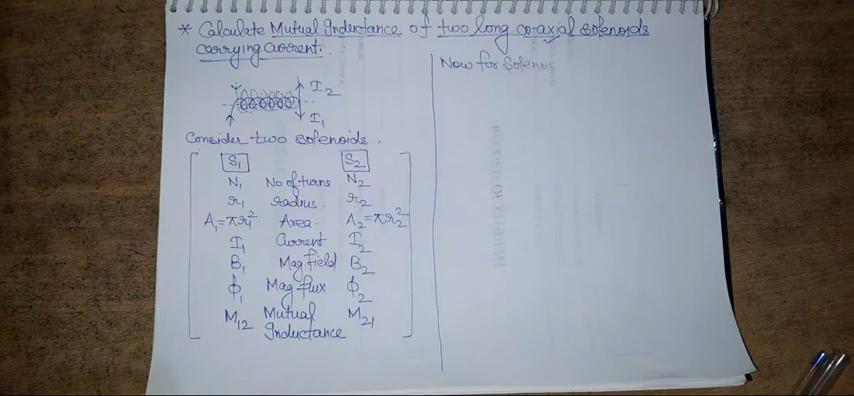 * Calculate Mutual Inductance of two long co-axial solenoids
carrying current.
I₂
I₁
Consider two solenoids.
S₁ S₂
N₁ No of turns N₂
r₁ radius. r₂
A₁=πr₁² Area. A₂=πr₂²
I₁ Current I₂
B₁ Mag field B₂
ϕ₁ Mag flux ϕ₂
M₁₂ Mutual Inductance M₂₁
Now for Solenoi